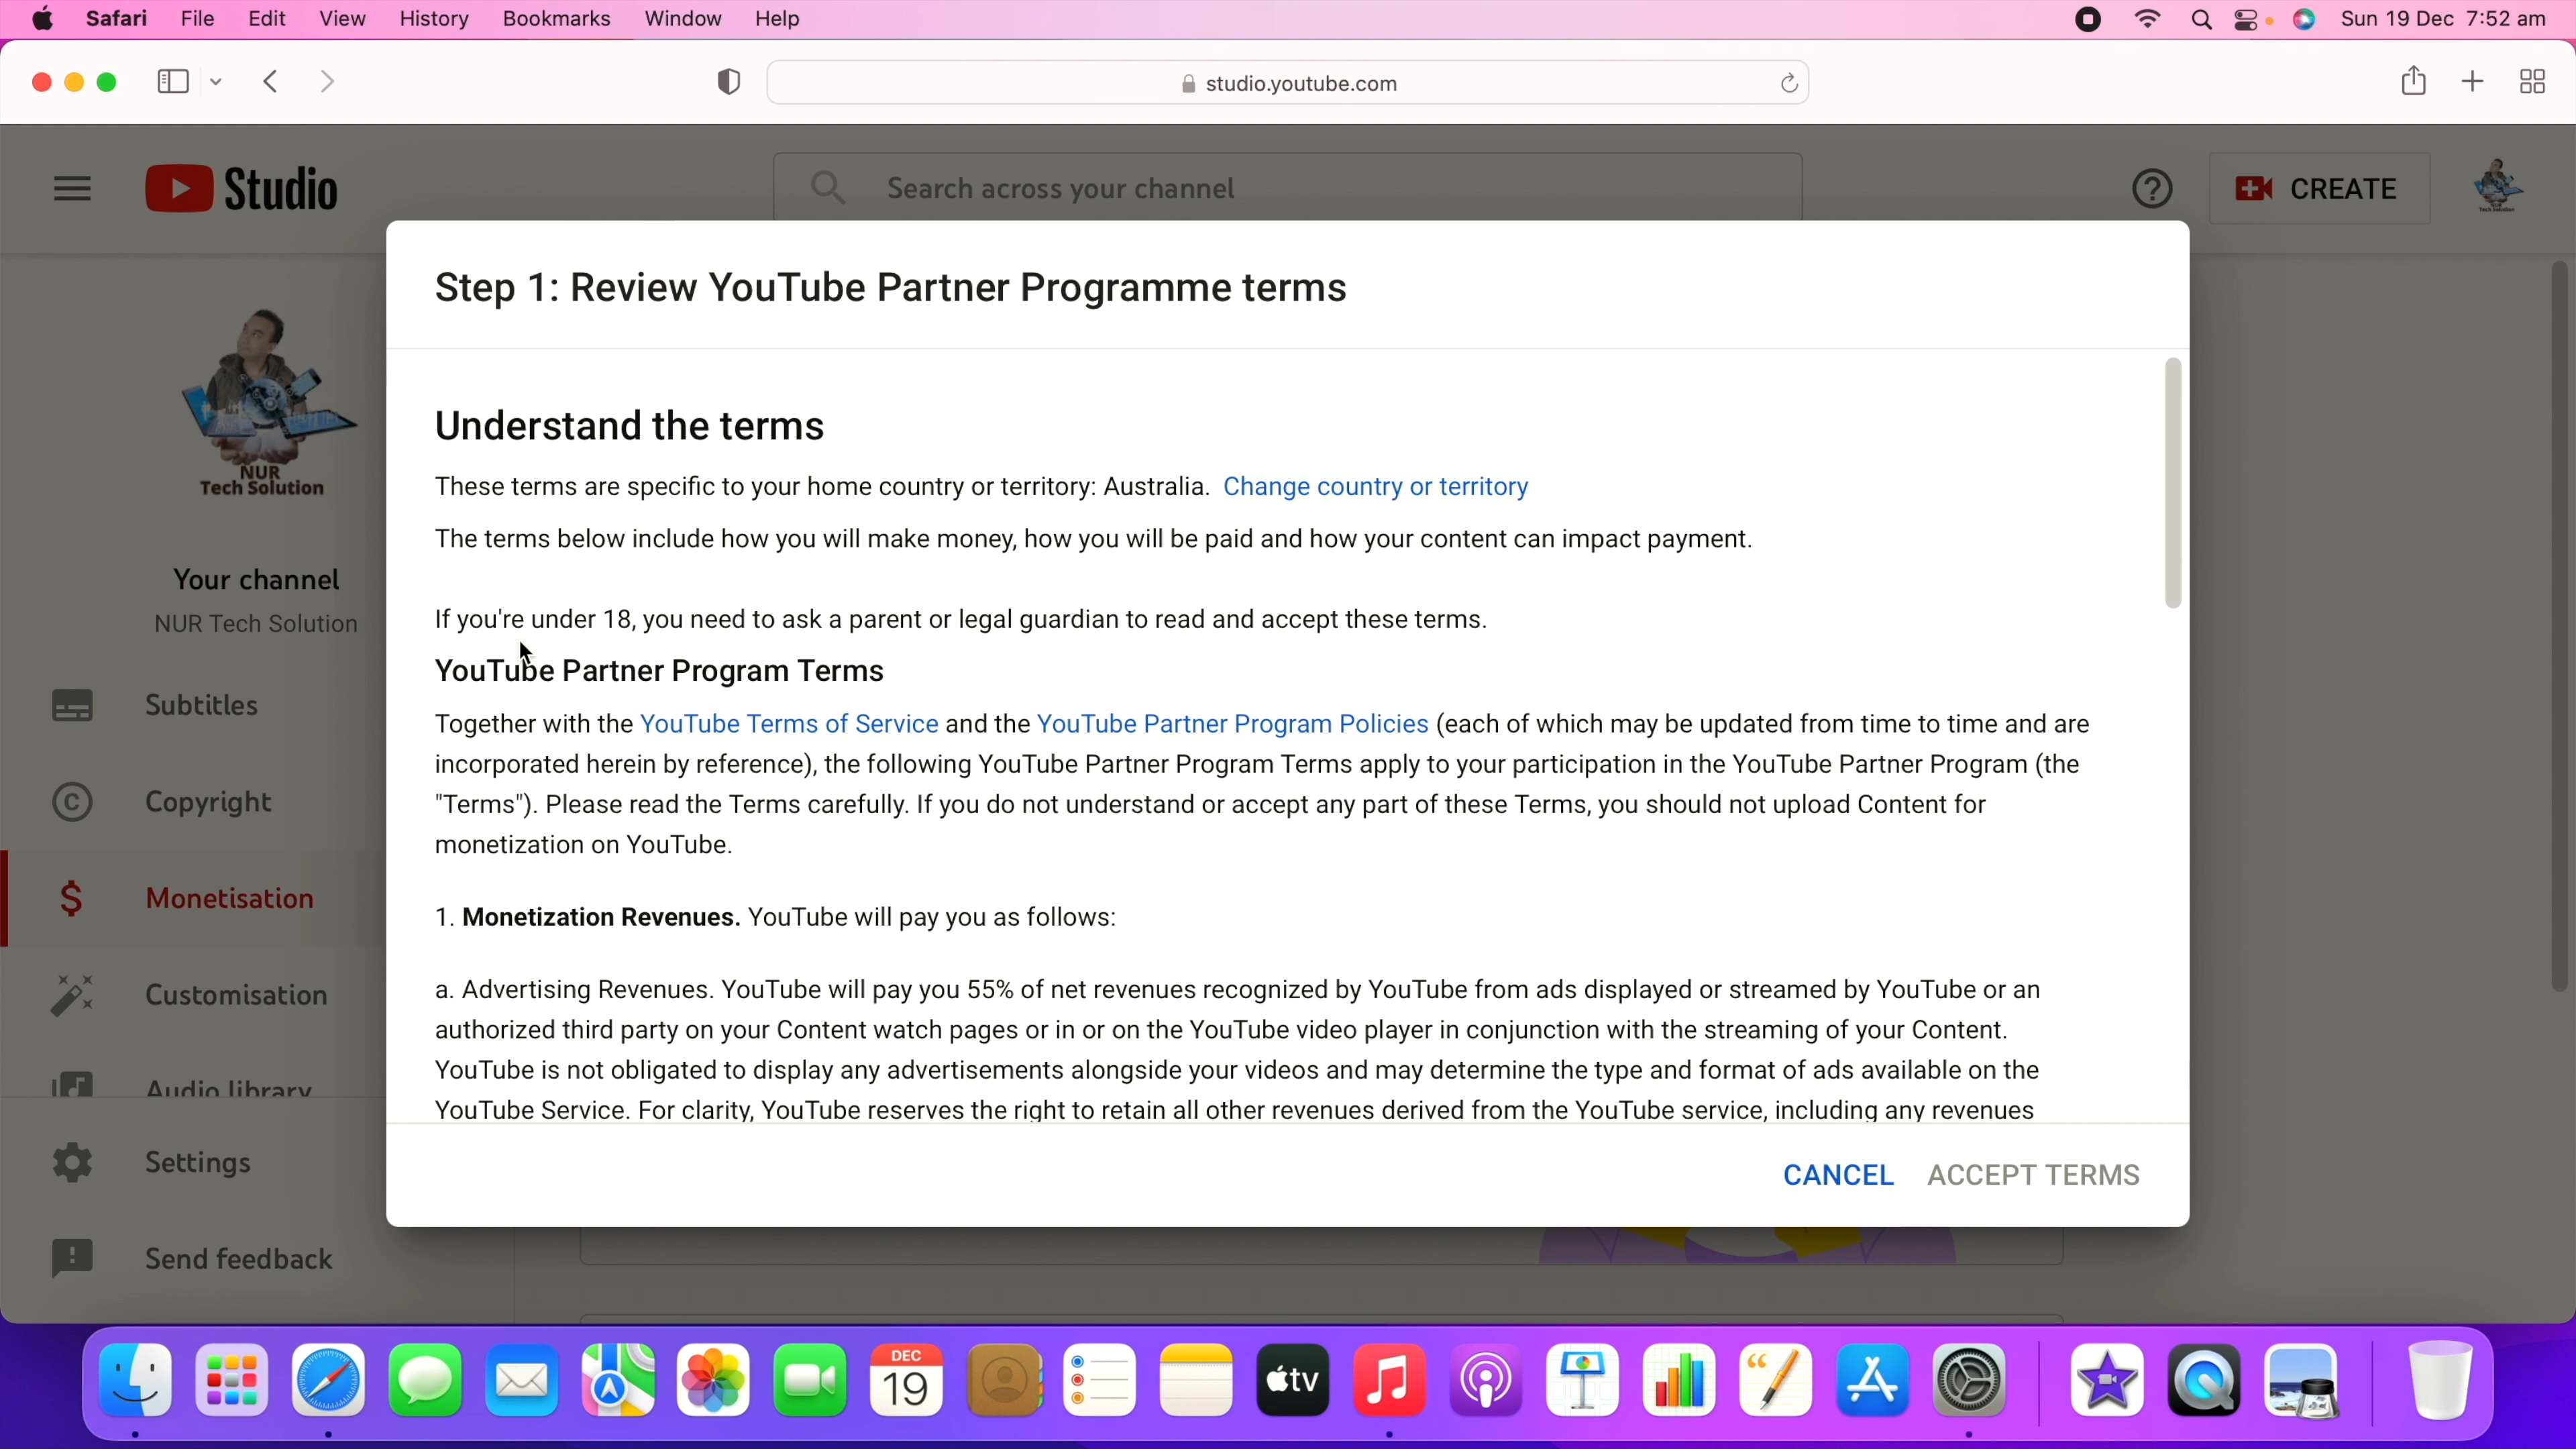 Safari File Edit View History Bookmarks Window Help Sun 19 Dec 7:52 am
studio.youtube.com
Studio Search across your channel ? CREATE
Step 1: Review YouTube Partner Programme terms
Understand the terms
These terms are specific to your home country or territory: Australia. Change country or territory
The terms below include how you will make money, how you will be paid and how your content can impact payment.
If you're under 18, you need to ask a parent or legal guardian to read and accept these terms.
YouTube Partner Program Terms
Together with the YouTube Terms of Service and the YouTube Partner Program Policies (each of which may be updated from time to time and are
incorporated herein by reference), the following YouTube Partner Program Terms apply to your participation in the YouTube Partner Program (the
"Terms"). Please read the Terms carefully. If you do not understand or accept any part of these Terms, you should not upload Content for
monetization on YouTube.
1. Monetization Revenues. YouTube will pay you as follows:
a. Advertising Revenues. YouTube will pay you 55% of net revenues recognized by YouTube from ads displayed or streamed by YouTube or an
authorized third party on your Content watch pages or in or on the YouTube video player in conjunction with the streaming of your Content.
YouTube is not obligated to display any advertisements alongside your videos and may determine the type and format of ads available on the
YouTube Service. For clarity, YouTube reserves the right to retain all other revenues derived from the YouTube service, including any revenues
CANCEL ACCEPT TERMS
NUR
Tech Solution
Your channel
NUR Tech Solution
Subtitles
Copyright
Monetisation
Customisation
Audio library
Settings
Send feedback
DEC
19
tv